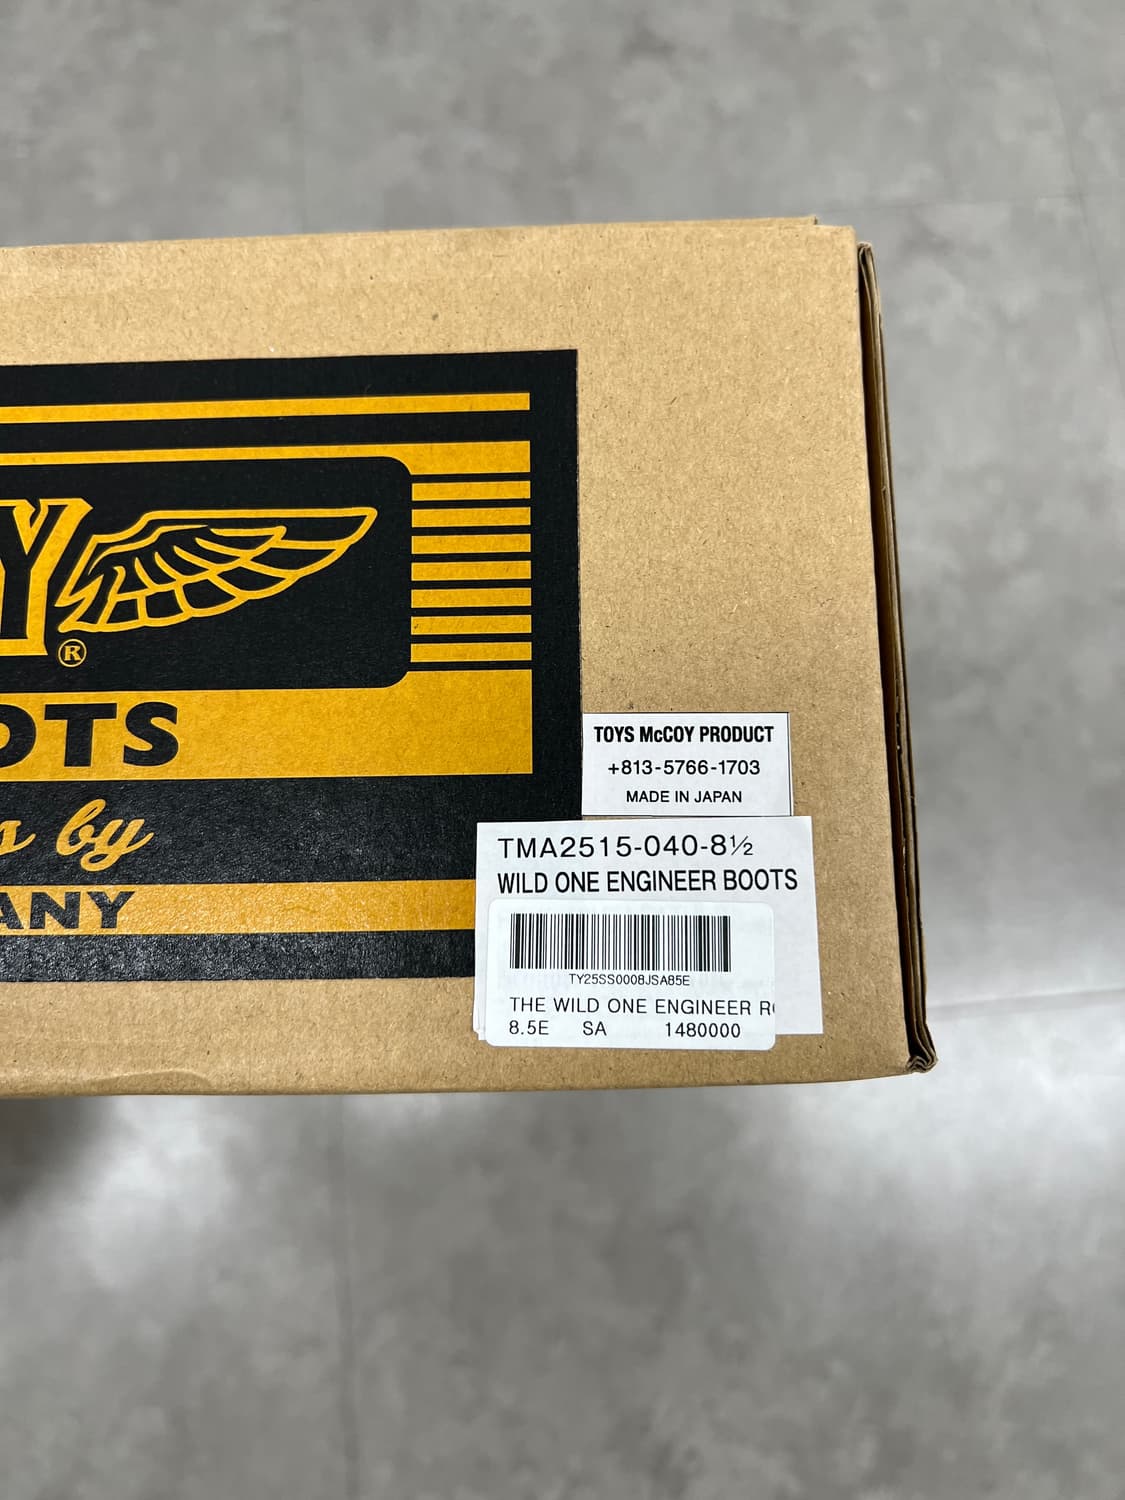 Y®
OTS
s by
ANY
TOYS McCOY PRODUCT
+813-5766-1703
MADE IN JAPAN
TMA2515-040-8½
WILD ONE ENGINEER BOOTS
TY25SS0008JSA85E
THE WILD ONE ENGINEER R
8.5E SA 1480000